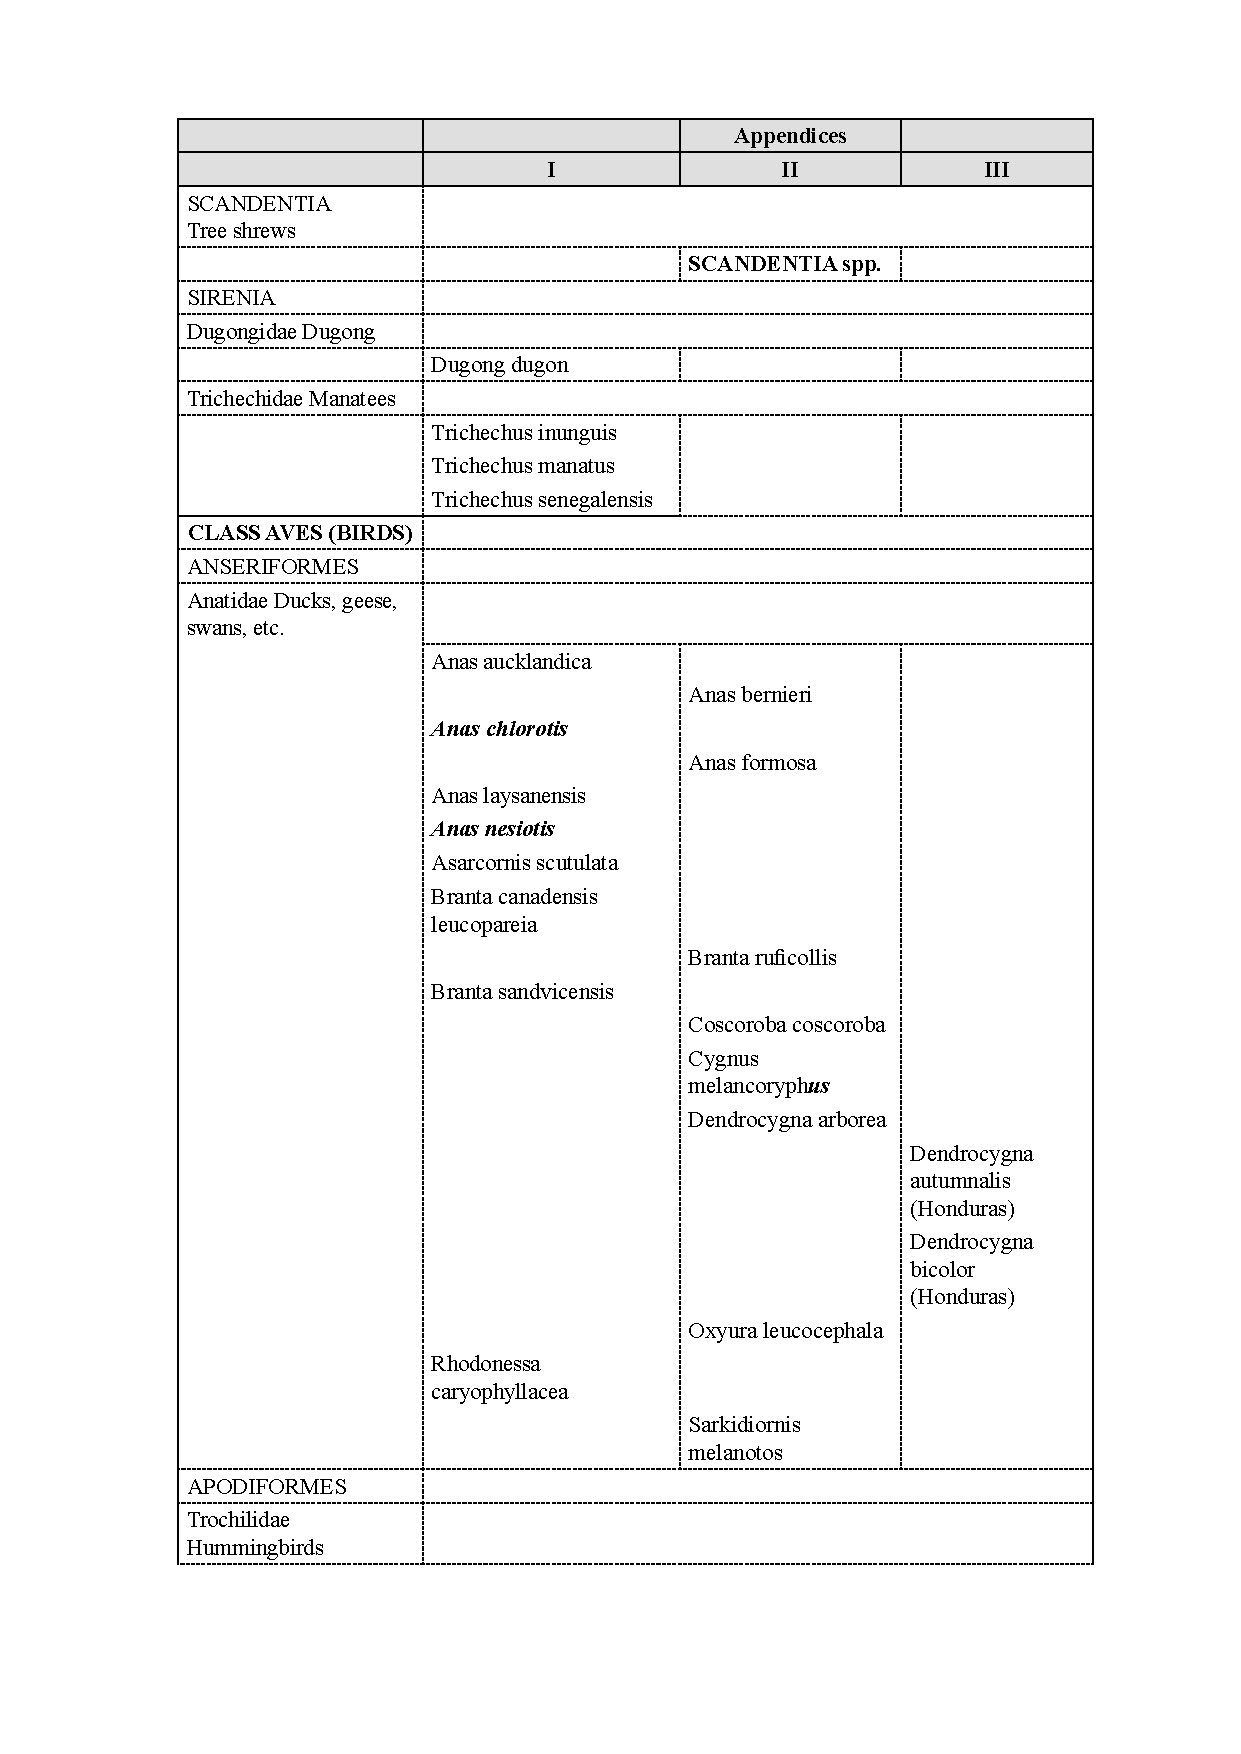 Appendices
I II III
SCANDENTIA
Tree shrews
SCANDENTIA spp.
SIRENIA
Dugongidae Dugong
Dugong dugon
Trichechidae Manatees
Trichechus inunguis
Trichechus manatus
Trichechus senegalensis
CLASS AVES (BIRDS)
ANSERIFORMES
Anatidae Ducks, geese,
swans, etc.
Anas aucklandica
Anas bernieri
Anas chlorotis
Anas formosa
Anas laysanensis
Anas nesiotis
Asarcornis scutulata
Branta canadensis
leucopareia
Branta ruficollis
Branta sandvicensis
Coscoroba coscoroba
Cygnus
melancoryphus
Dendrocygna arborea
Dendrocygna
autumnalis
(Honduras)
Dendrocygna
bicolor
(Honduras)
Oxyura leucocephala
Rhodonessa
caryophyllacea
Sarkidiornis
melanotos
APODIFORMES
Trochilidae
Hummingbirds